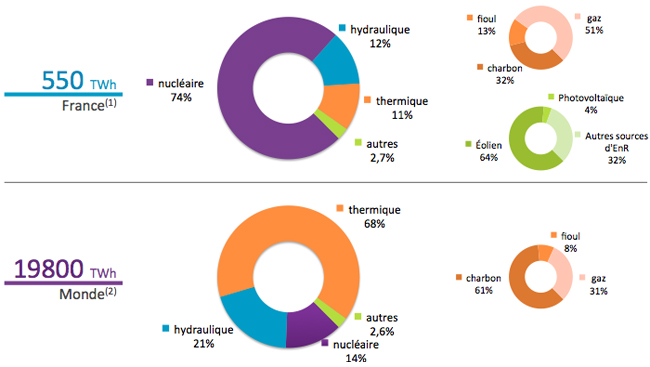 550 TWh
France(1)
nucléaire
74%
hydraulique
12%
thermique
11%
autres
2,7%
fioul
13%
gaz
51%
charbon
32%
Photovoltaïque
4%
Éolien
64%
Autres sources
d'EnR
32%
19800 TWh
Monde(2)
thermique
68%
hydraulique
21%
autres
2,6%
nucléaire
14%
fioul
8%
charbon
61%
gaz
31%